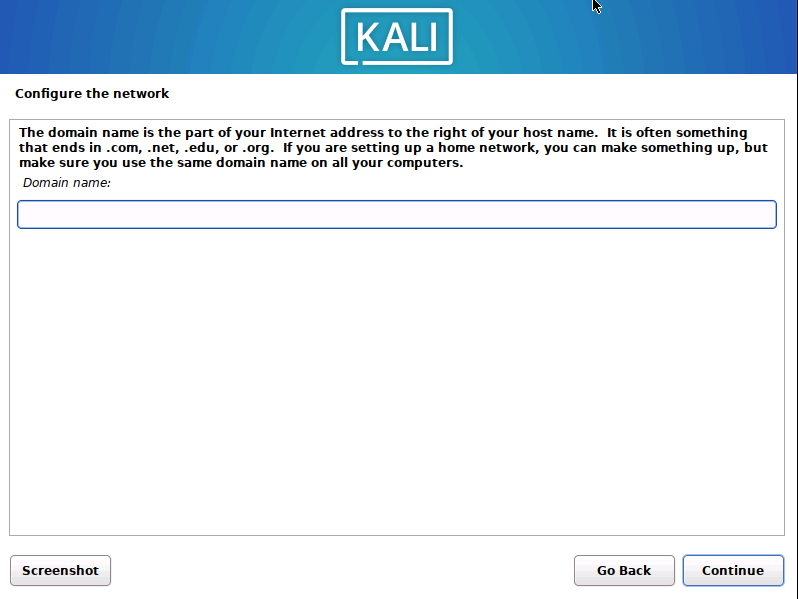 KALI
Configure the network
The domain name is the part of your Internet address to the right of your host name.  It is often something
that ends in .com, .net, .edu, or .org.  If you are setting up a home network, you can make something up, but
make sure you use the same domain name on all your computers.
Domain name:
Screenshot
Go Back
Continue